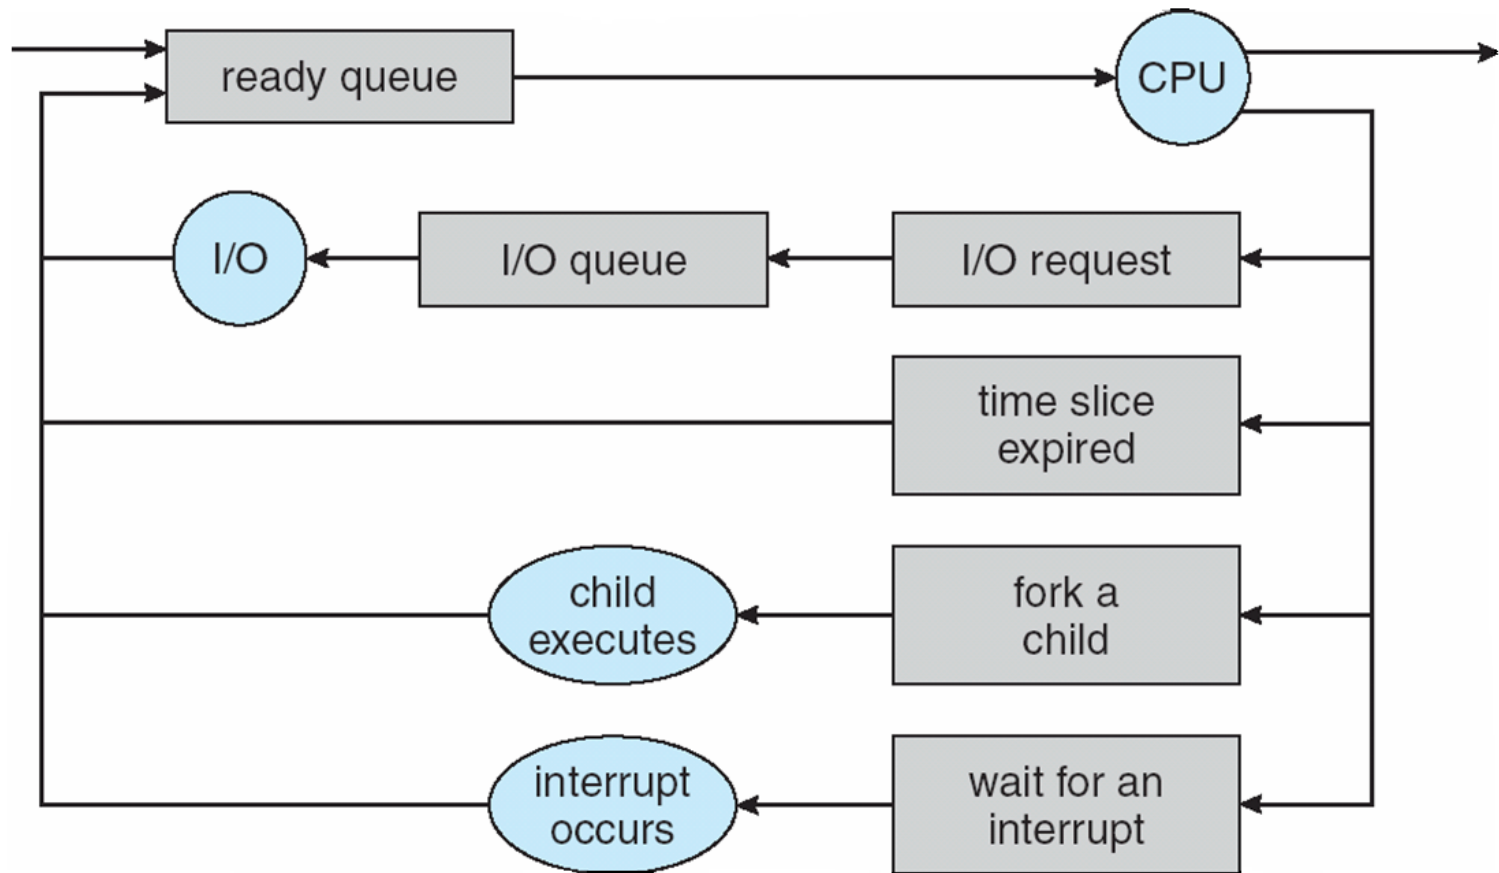 ready queue
CPU
I/O
I/O queue
I/O request
time slice
expired
child
executes
fork a
child
interrupt
occurs
wait for an
interrupt